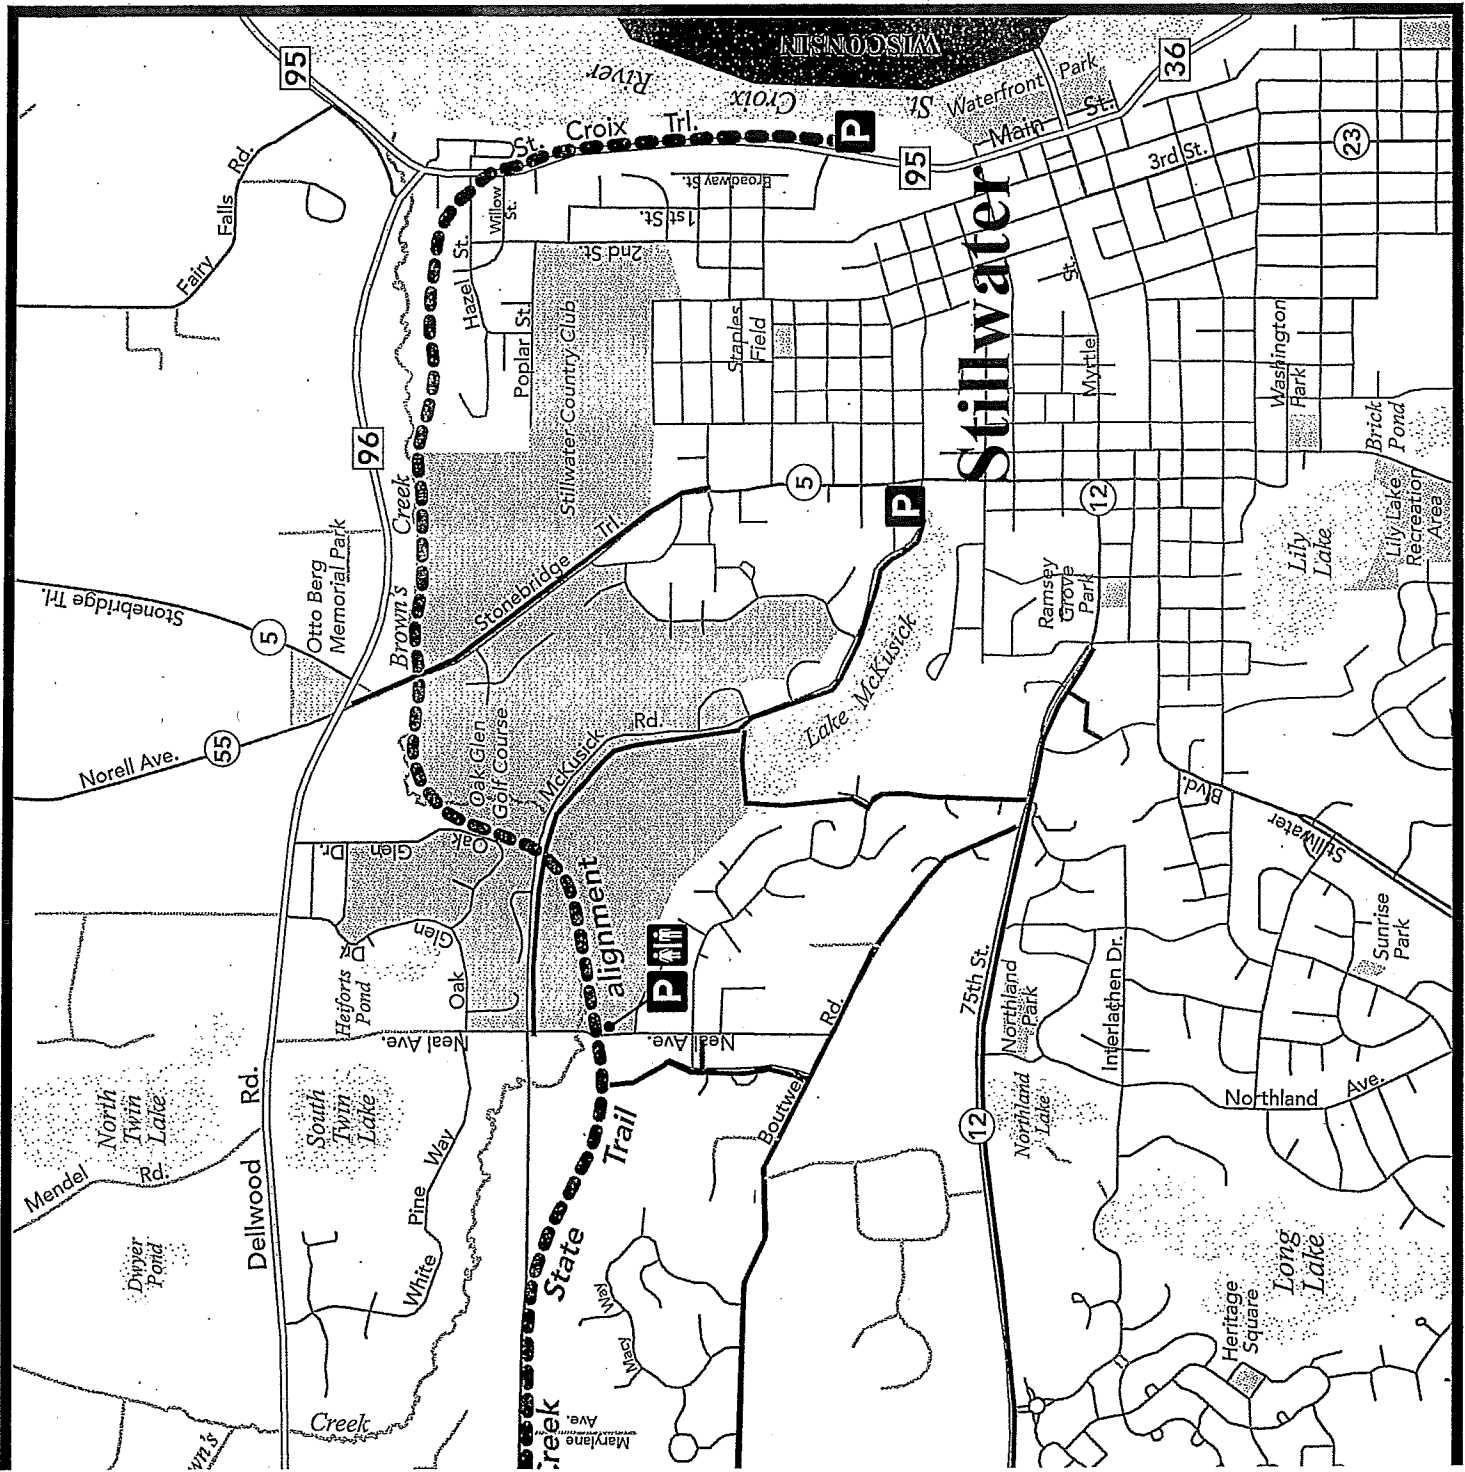 WISCONSIN
95
36
River
Croix
St
Waterfront Park
Main St.
St. Croix Trl.
P
95
3rd St.
23
Fairy Falls Rd.
Broadway St.
Willow St.
1st St.
2nd St.
Hazel St.
Poplar St.
Stillwater Country Club
Staples
Field
Stillwater
Myrtle St.
Washington
Park
Brick
Pond
96
Brown's Creek
5
P
12
Lily
Lake
Lily Lake
Recreation
Area
Otto Berg
Memorial Park
Stonebridge Trl.
5
Stonebridge Trl.
Ramsey
Grove
Park
Lake McKusick
Norell Ave.
55
Oak Glen
Golf Course
McKusick Rd.
Oak Glen Dr.
Stillwater Blvd.
Oak Glen Dr.
Heiforts
Pond
alignment
P
75th St.
Northland
Park
Interlachen Dr.
Sunrise
Park
Neal Ave.
Neal Ave.
Boutwell Rd.
North
Twin
Lake
South
Twin
Lake
Northland
Lake
Northland Ave.
12
Mendel Rd.
Dellwood Rd.
White Pine Way
Dwyer
Pond
State Trail
Macy Way
Long
Lake
Heritage
Square
Creek
Creek
Marylane
Ave.